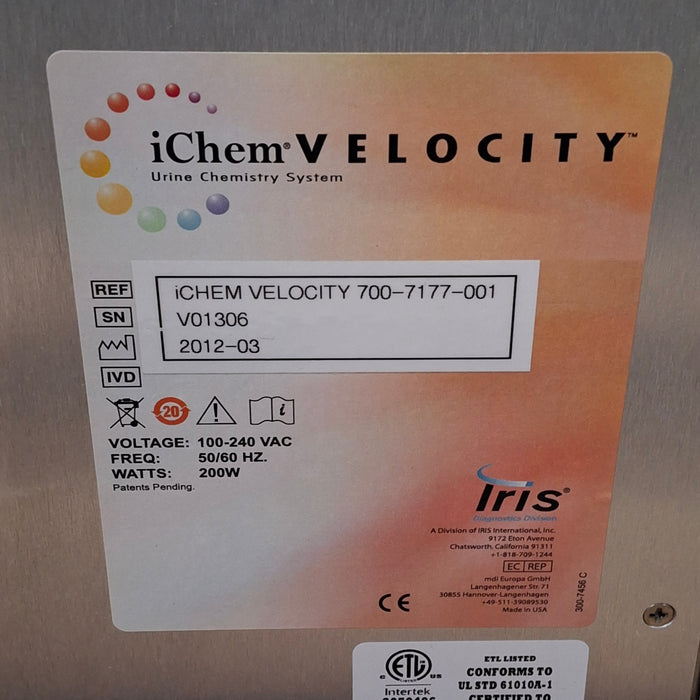 iChem® VELOCITY™
Urine Chemistry System
REF iCHEM VELOCITY 700-7177-001
SN V01306
2012-03
IVD
20
i
VOLTAGE: 100-240 VAC
FREQ: 50/60 HZ.
WATTS: 200W
Patents Pending.
Iris®
Diagnostics Division
A Division of IRIS International, Inc.
9172 Eton Avenue
Chatsworth, California 91311
+1-818-709-1244
EC REP
mdi Europa GmbH
Langenhagener Str. 71
30855 Hannover-Langenhagen
+49-511-39089530
Made in USA
CE
300-7456 C
ETL
C US
Intertek
ETL LISTED
CONFORMS TO
UL STD 61010A-1
CERTIFIED TO